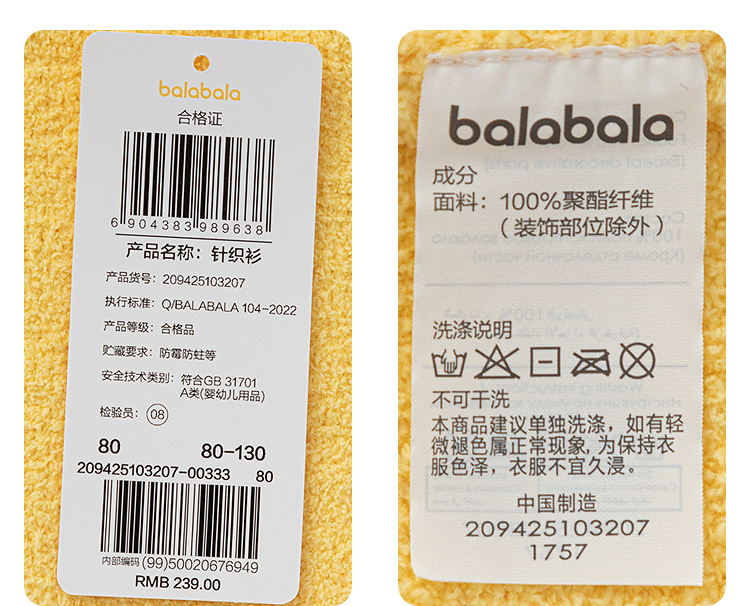 balabala
合格证
6 904383 989638
产品名称：针织衫
产品货号：209425103207
执行标准：Q/BALABALA 104-2022
产品等级：合格品
贮藏要求：防霉防蛀等
安全技术类别：符合GB 31701
A类(婴幼儿用品)
检验员：08
80 80-130
209425103207-00333 80
内部编码 (99)50020676949
RMB 239.00
balabala
成分
面料：100%聚酯纤维
（装饰部位除外）
洗涤说明
不可干洗
本商品建议单独洗涤，如有轻
微褪色属正常现象，为保持衣
服色泽，衣服不宜久浸。
中国制造
209425103207
1757